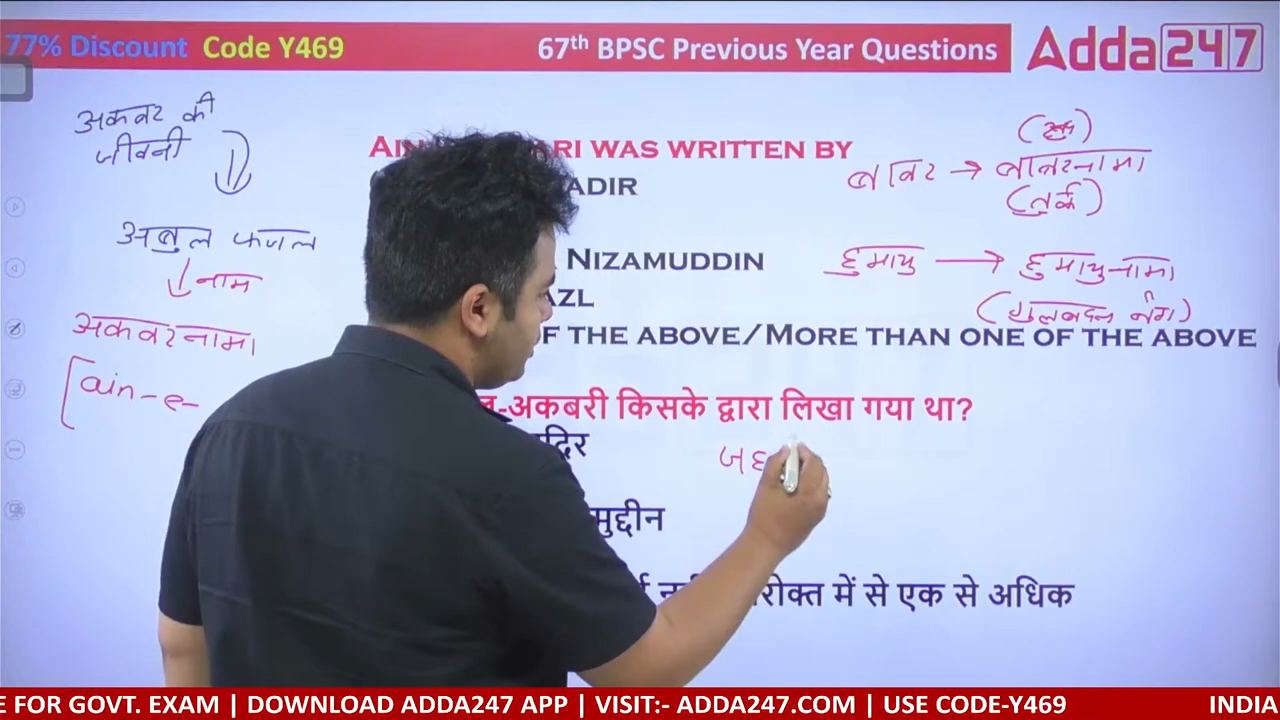 77% Discount Code Y469
67th BPSC Previous Year Questions
Adda247
अकबर की
जीवनी
अबुल फजल
नाम
अकबरनामा
[ain-e-
WAS WRITTEN BY
ADIR
NIZAMUDDIN
AZL
OF THE ABOVE/MORE THAN ONE OF THE ABOVE
बाबर → बाबरनामा
(तुर्क)
हुमायु → हुमायुनामा
(गुलबदन बेगम)
-अकबरी किसके द्वारा लिखा गया था?
जह
मुद्दीन
में से एक से अधिक
E FOR GOVT. EXAM | DOWNLOAD ADDA247 APP | VISIT:- ADDA247.COM | USE CODE-Y469 INDIA